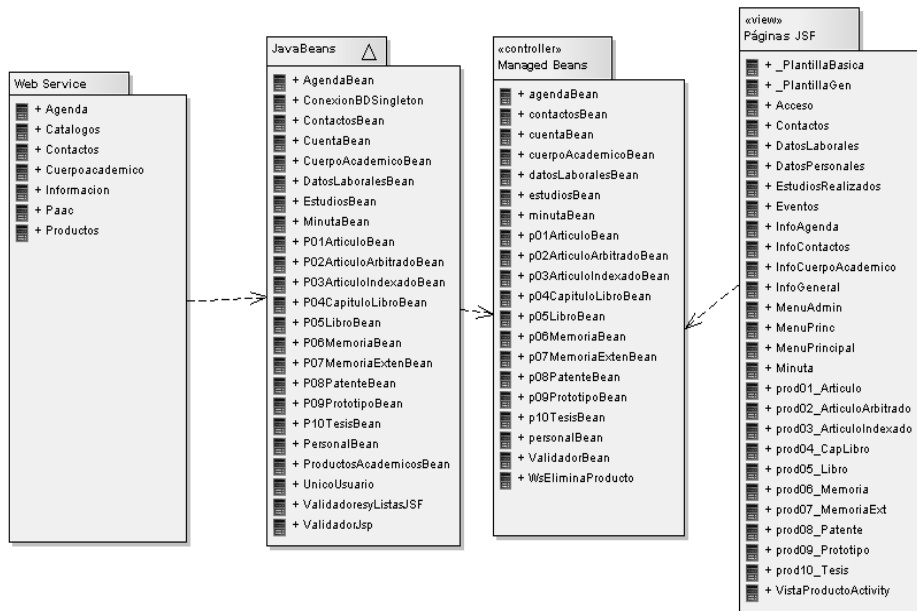 Web Service
+ Agenda
+ Catalogos
+ Contactos
+ Cuerpoacademico
+ Informacion
+ Paac
+ Productos
JavaBeans
+ AgendaBean
+ ConexionBDSingleton
+ ContactosBean
+ CuentaBean
+ CuerpoAcademicoBean
+ DatosLaboralesBean
+ EstudiosBean
+ MinutaBean
+ P01ArticuloBean
+ P02ArticuloArbitradoBean
+ P03ArticuloIndexadoBean
+ P04CapituloLibroBean
+ P05LibroBean
+ P06MemoriaBean
+ P07MemoriaExtenBean
+ P08PatenteBean
+ P09PrototipoBean
+ P10TesisBean
+ PersonalBean
+ ProductosAcademicosBean
+ UnicoUsuario
+ ValidadoresyListasJSF
+ ValidadorJsp
«controller»
Managed Beans
+ agendaBean
+ contactosBean
+ cuentaBean
+ cuerpoAcademicoBean
+ datosLaboralesBean
+ estudiosBean
+ minutaBean
+ p01ArticuloBean
+ p02ArticuloArbitradoBean
+ p03ArticuloIndexadoBean
+ p04CapituloLibroBean
+ p05LibroBean
+ p06MemoriaBean
+ p07MemoriaExtenBean
+ p08PatenteBean
+ p09PrototipoBean
+ p10TesisBean
+ personalBean
+ ValidadorBean
+ WsEliminaProducto
«view»
Páginas JSF
+ _PlantillaBasica
+ _PlantillaGen
+ Acceso
+ Contactos
+ DatosLaborales
+ DatosPersonales
+ EstudiosRealizados
+ Eventos
+ InfoAgenda
+ InfoContactos
+ InfoCuerpoAcademico
+ InfoGeneral
+ MenuAdmin
+ MenuPrinc
+ MenuPrincipal
+ Minuta
+ prod01_Articulo
+ prod02_ArticuloArbitrado
+ prod03_ArticuloIndexado
+ prod04_CapLibro
+ prod05_Libro
+ prod06_Memoria
+ prod07_MemoriaExt
+ prod08_Patente
+ prod09_Prototipo
+ prod10_Tesis
+ VistaProductoActivity